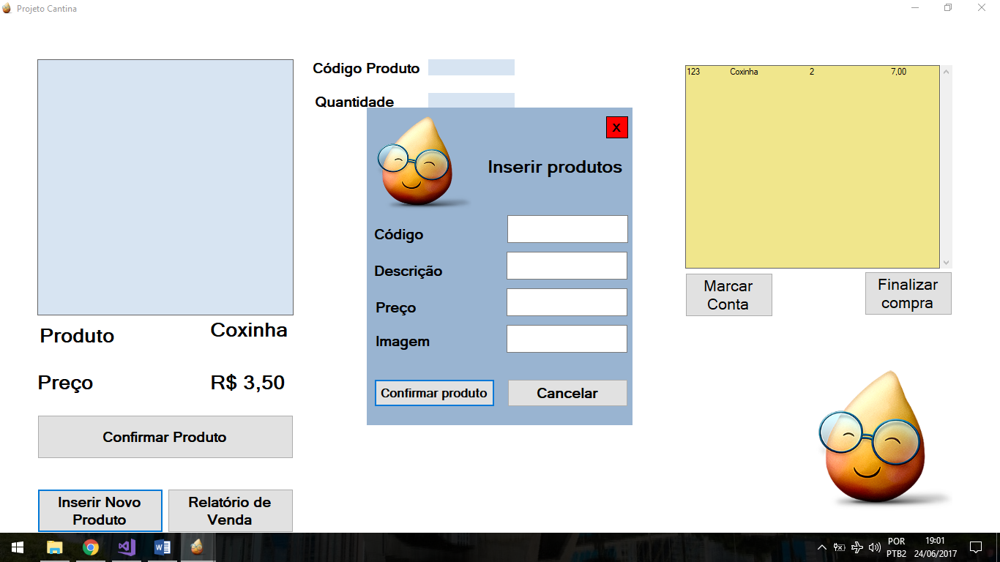 Projeto Cantina
Código Produto
Quantidade
123 Coxinha 2 7,00
X
Inserir produtos
Código
Descrição
Preço
Imagem
Confirmar produto
Cancelar
Marcar
Conta
Finalizar
compra
Produto
Coxinha
Preço
R$ 3,50
Confirmar Produto
Inserir Novo
Produto
Relatório de
Venda
POR
PTB2
19:01
24/06/2017